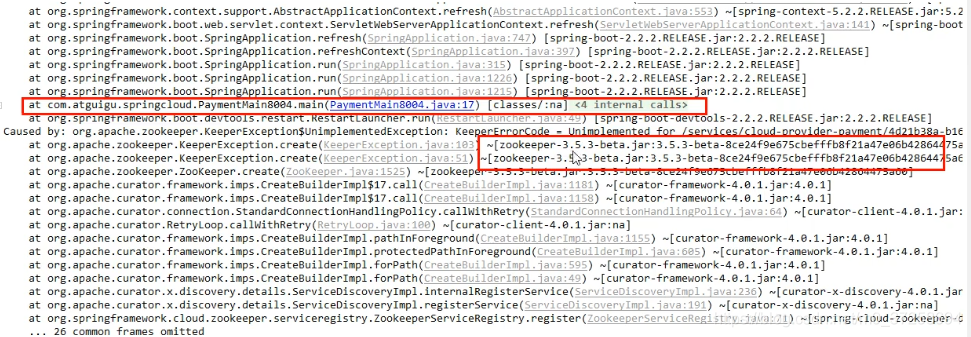 at org.springframework.context.support.AbstractApplicationContext.refresh(AbstractApplicationContext.java:553) ~[spring-context-5.2.2.RELEASE.jar:5.2
at org.springframework.boot.web.servlet.context.ServletWebServerApplicationContext.refresh(ServletWebServerApplicationContext.java:141) ~[spring-boot
at org.springframework.boot.SpringApplication.refresh(SpringApplication.java:747) [spring-boot-2.2.2.RELEASE.jar:2.2.2.RELEASE]
at org.springframework.boot.SpringApplication.refreshContext(SpringApplication.java:397) [spring-boot-2.2.2.RELEASE.jar:2.2.2.RELEASE]
at org.springframework.boot.SpringApplication.run(SpringApplication.java:315) [spring-boot-2.2.2.RELEASE.jar:2.2.2.RELEASE]
at org.springframework.boot.SpringApplication.run(SpringApplication.java:1226) [spring-boot-2.2.2.RELEASE.jar:2.2.2.RELEASE]
at org.springframework.boot.SpringApplication.run(SpringApplication.java:1215) [spring-boot-2.2.2.RELEASE.jar:2.2.2.RELEASE]
at com.atguigu.springcloud.PaymentMain8004.main(PaymentMain8004.java:17) [classes/:na] <4 internal calls>
at org.springframework.boot.devtools.restart.RestartLauncher.run(RestartLauncher.java:49) [spring-boot-devtools-2.2.2.RELEASE.jar:2.2.2.RELEASE]
Caused by: org.apache.zookeeper.KeeperException$UnimplementedException: KeeperErrorCode = Unimplemented for /services/cloud-provider-payment/4d21b38a-b16
at org.apache.zookeeper.KeeperException.create(KeeperException.java:103) ~[zookeeper-3.5.3-beta.jar:3.5.3-beta-8ce24f9e675cbefffb8f21a47e06b42864475a
at org.apache.zookeeper.KeeperException.create(KeeperException.java:51) ~[zookeeper-3.5.3-beta.jar:3.5.3-beta-8ce24f9e675cbefffb8f21a47e06b42864475a6
at org.apache.zookeeper.ZooKeeper.create(ZooKeeper.java:1525) ~[zookeeper-3.5.3-beta.jar:3.5.3-beta-8ce24f9e675cbefffb8f21a47e06b42864475a60]
at org.apache.curator.framework.imps.CreateBuilderImpl$17.call(CreateBuilderImpl.java:1181) ~[curator-framework-4.0.1.jar:4.0.1]
at org.apache.curator.framework.imps.CreateBuilderImpl$17.call(CreateBuilderImpl.java:1158) ~[curator-framework-4.0.1.jar:4.0.1]
at org.apache.curator.connection.StandardConnectionHandlingPolicy.callWithRetry(StandardConnectionHandlingPolicy.java:64) ~[curator-client-4.0.1.jar:
at org.apache.curator.RetryLoop.callWithRetry(RetryLoop.java:100) ~[curator-client-4.0.1.jar:na]
at org.apache.curator.framework.imps.CreateBuilderImpl.pathInForeground(CreateBuilderImpl.java:1155) ~[curator-framework-4.0.1.jar:4.0.1]
at org.apache.curator.framework.imps.CreateBuilderImpl.protectedPathInForeground(CreateBuilderImpl.java:605) ~[curator-framework-4.0.1.jar:4.0.1]
at org.apache.curator.framework.imps.CreateBuilderImpl.forPath(CreateBuilderImpl.java:595) ~[curator-framework-4.0.1.jar:4.0.1]
at org.apache.curator.framework.imps.CreateBuilderImpl.forPath(CreateBuilderImpl.java:49) ~[curator-framework-4.0.1.jar:4.0.1]
at org.apache.curator.x.discovery.details.ServiceDiscoveryImpl.internalRegisterService(ServiceDiscoveryImpl.java:236) ~[curator-x-discovery-4.0.1.jar
at org.apache.curator.x.discovery.details.ServiceDiscoveryImpl.registerService(ServiceDiscoveryImpl.java:191) ~[curator-x-discovery-4.0.1.jar:na]
at org.springframework.cloud.zookeeper.serviceregistry.ZookeeperServiceRegistry.register(ZookeeperServiceRegistry.java:71) ~[spring-cloud-zookeeper-d
... 26 common frames omitted